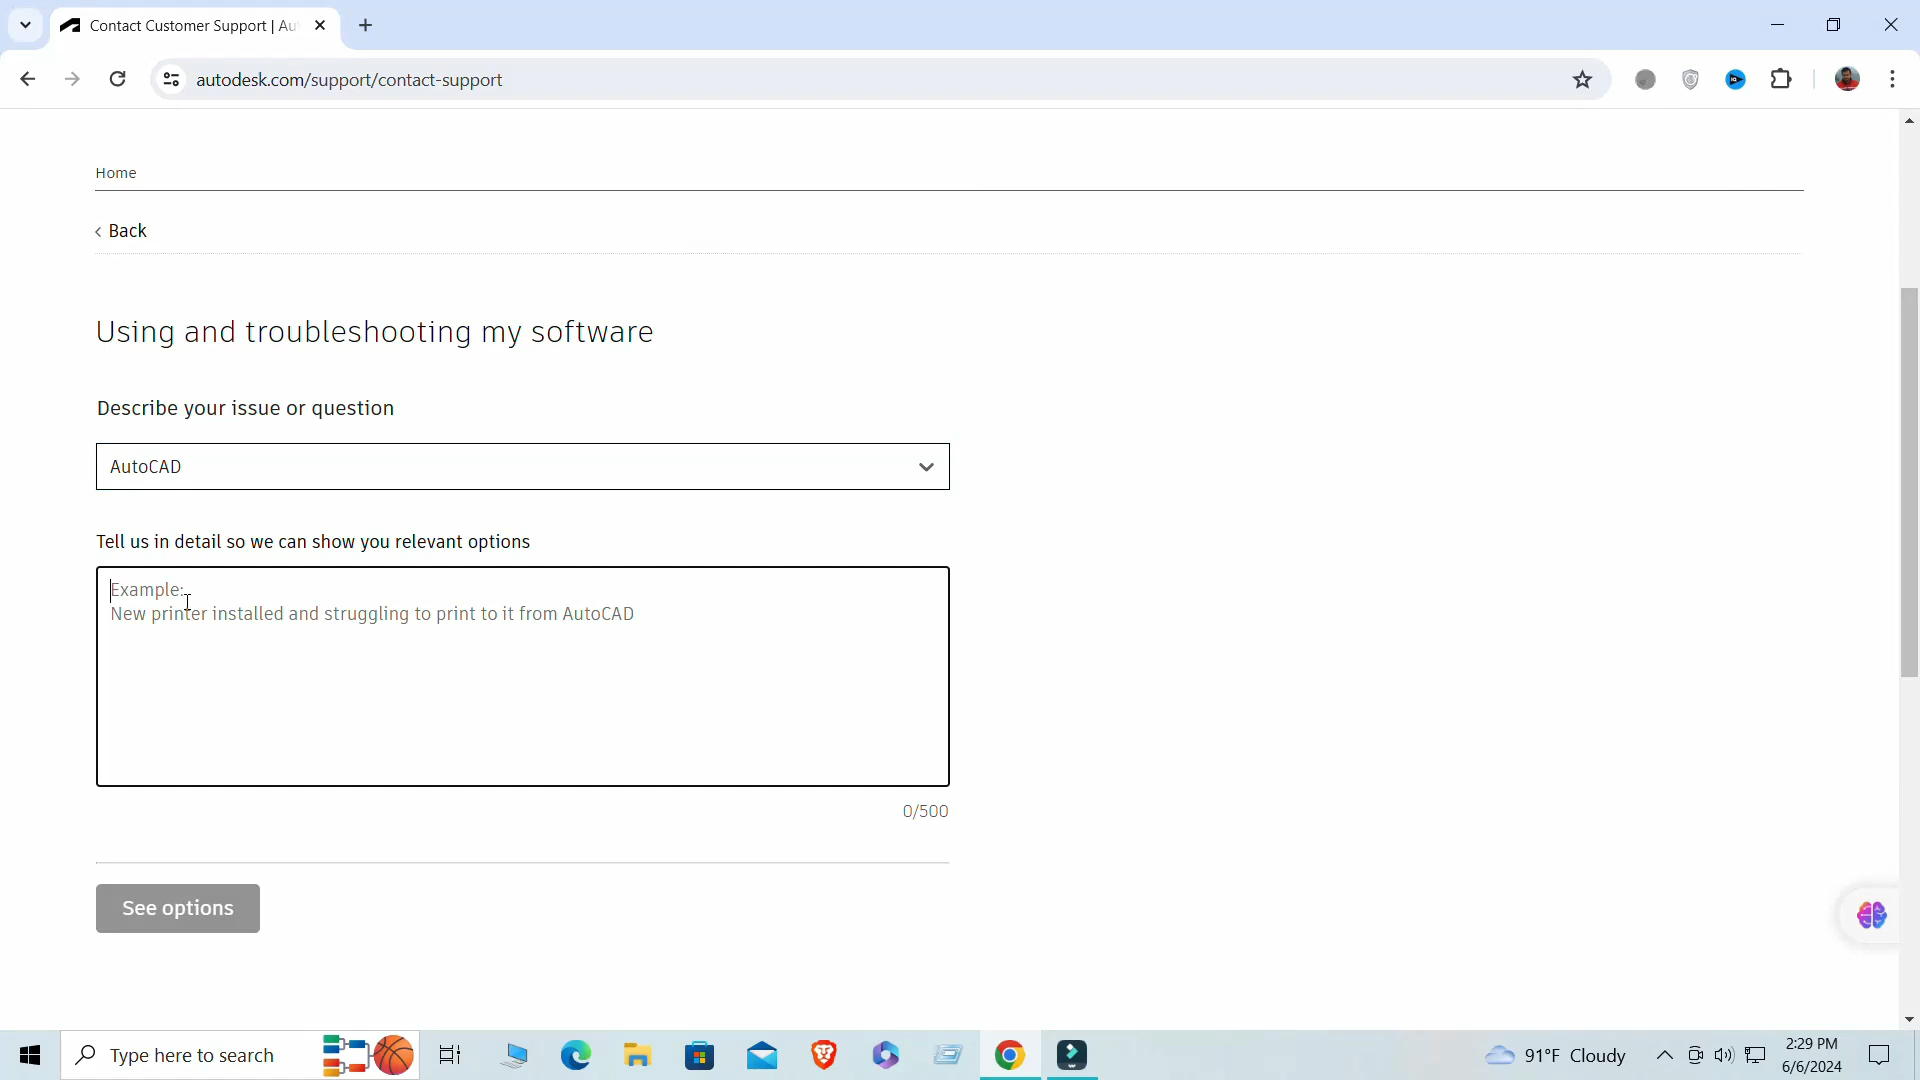 Contact Customer Support | Au
autodesk.com/support/contact-support
Home
Back
Using and troubleshooting my software
Describe your issue or question
AutoCAD
Tell us in detail so we can show you relevant options
Example:
New printer installed and struggling to print to it from AutoCAD
0/500
See options
Type here to search
91°F Cloudy
2:29 PM
6/6/2024